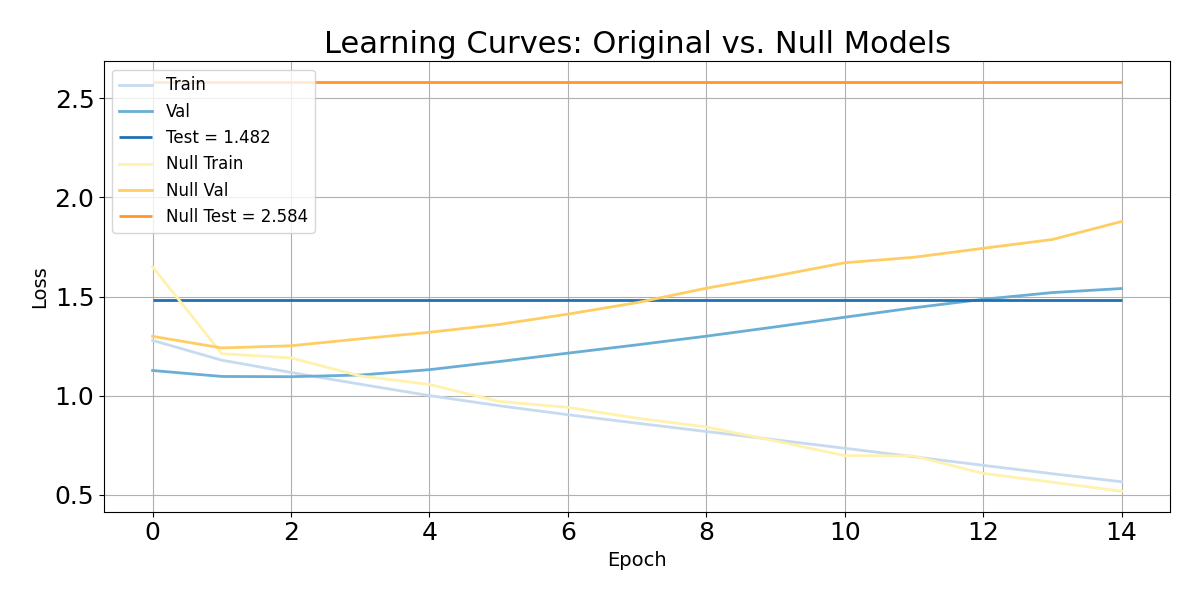 Learning Curves: Original vs. Null Models
Train
Val
Test = 1.482
Null Train
Null Val
Null Test = 2.584
2.5
2.0
1.5
1.0
0.5
Loss
0 2 4 6 8 10 12 14
Epoch